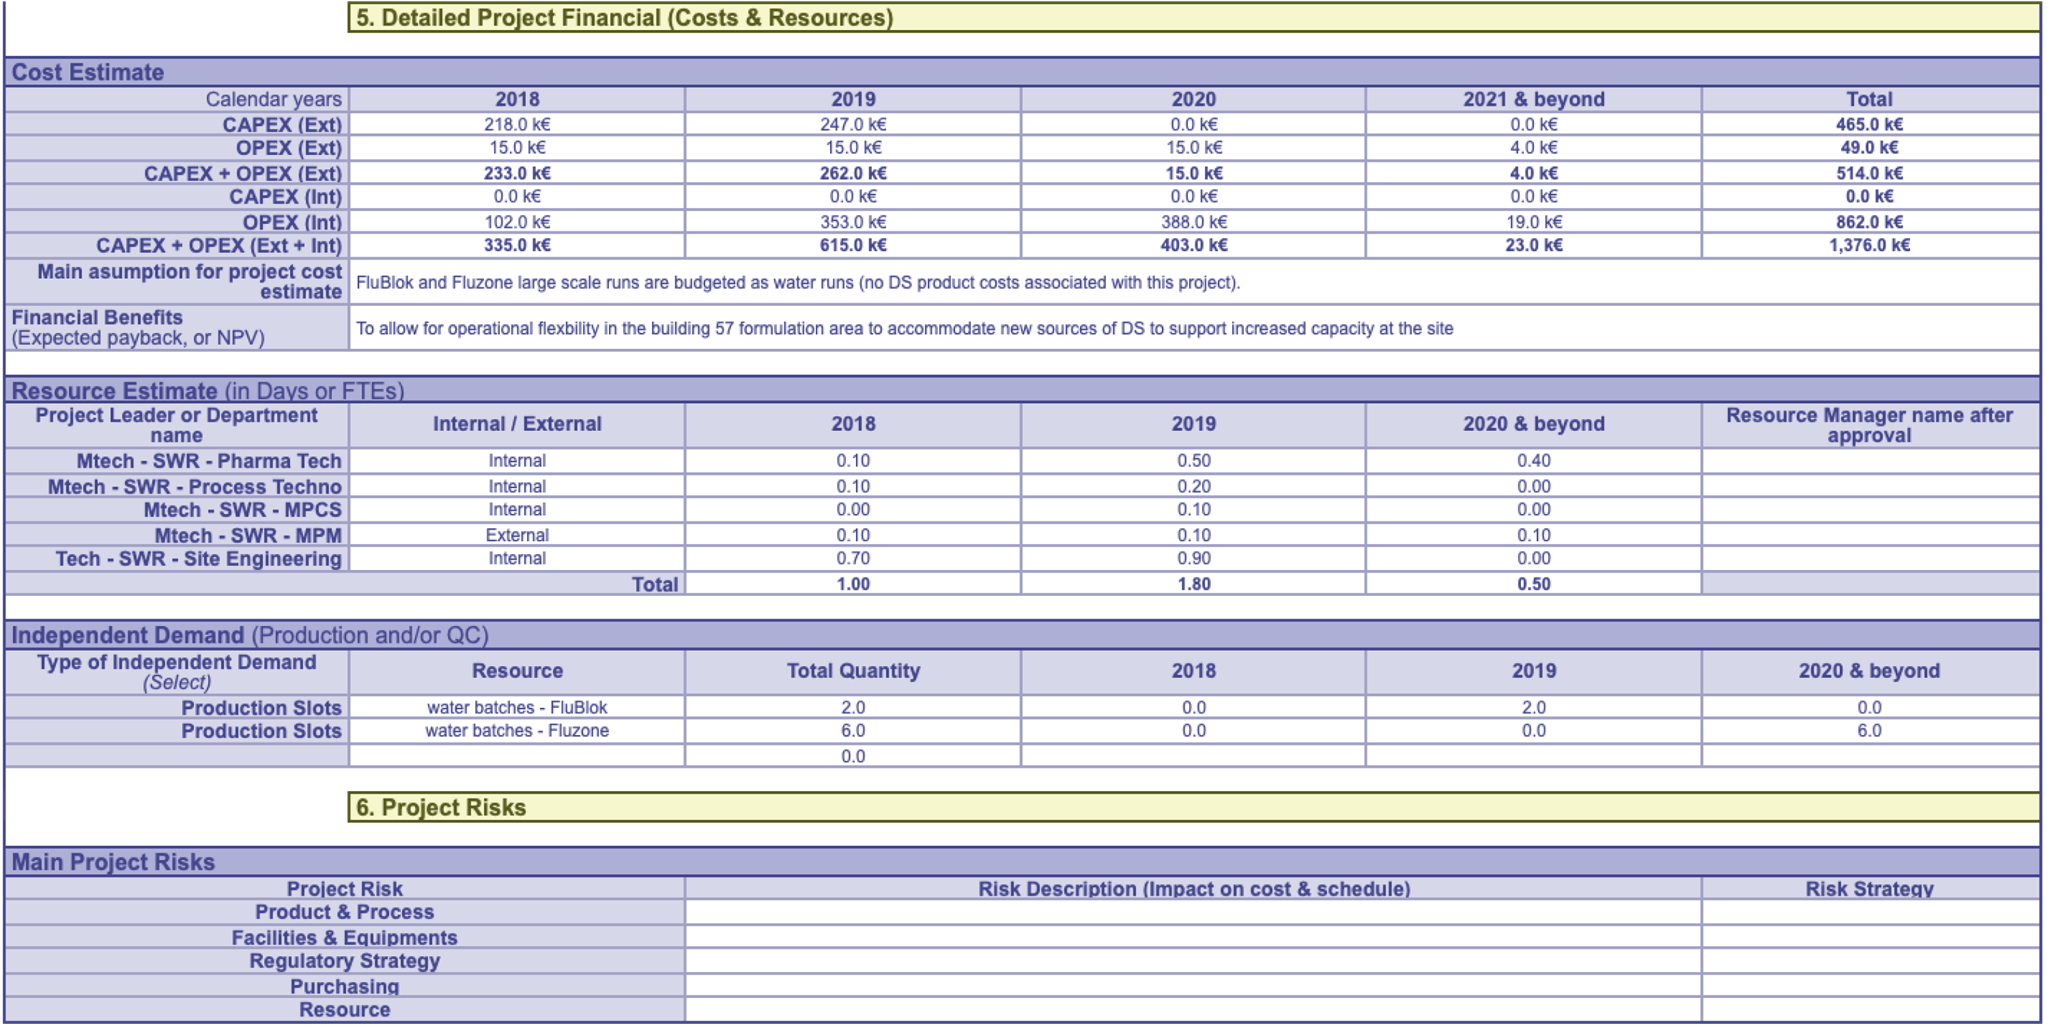 5. Detailed Project Financial (Costs & Resources)
Cost Estimate
Calendar years 2018 2019 2020 2021 & beyond Total
CAPEX (Ext) 218.0 k€ 247.0 k€ 0.0 k€ 0.0 k€ 465.0 k€
OPEX (Ext) 15.0 k€ 15.0 k€ 15.0 k€ 4.0 k€ 49.0 k€
CAPEX + OPEX (Ext) 233.0 k€ 262.0 k€ 15.0 k€ 4.0 k€ 514.0 k€
CAPEX (Int) 0.0 k€ 0.0 k€ 0.0 k€ 0.0 k€ 0.0 k€
OPEX (Int) 102.0 k€ 353.0 k€ 388.0 k€ 19.0 k€ 862.0 k€
CAPEX + OPEX (Ext + Int) 335.0 k€ 615.0 k€ 403.0 k€ 23.0 k€ 1,376.0 k€
Main asumption for project cost
estimate
FluBlok and Fluzone large scale runs are budgeted as water runs (no DS product costs associated with this project).
Financial Benefits
(Expected payback, or NPV)
To allow for operational flexbility in the building 57 formulation area to accommodate new sources of DS to support increased capacity at the site
Resource Estimate (in Days or FTEs)
Project Leader or Department
name
Internal / External 2018 2019 2020 & beyond
Resource Manager name after
approval
Mtech - SWR - Pharma Tech Internal 0.10 0.50 0.40
Mtech - SWR - Process Techno Internal 0.10 0.20 0.00
Mtech - SWR - MPCS Internal 0.00 0.10 0.00
Mtech - SWR - MPM External 0.10 0.10 0.10
Tech - SWR - Site Engineering Internal 0.70 0.90 0.00
Total 1.00 1.80 0.50
Independent Demand (Production and/or QC)
Type of Independent Demand
(Select)
Resource Total Quantity 2018 2019 2020 & beyond
Production Slots water batches - FluBlok 2.0 0.0 2.0 0.0
Production Slots water batches - Fluzone 6.0 0.0 0.0 6.0
0.0
6. Project Risks
Main Project Risks
Project Risk Risk Description (Impact on cost & schedule) Risk Strategy
Product & Process
Facilities & Equipments
Regulatory Strategy
Purchasing
Resource